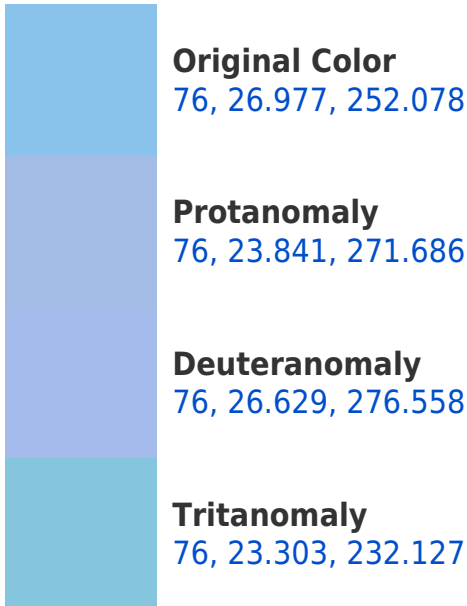 Original Color
76, 26.977, 252.078
Protanomaly
76, 23.841, 271.686
Deuteranomaly
76, 26.629, 276.558
Tritanomaly
76, 23.303, 232.127